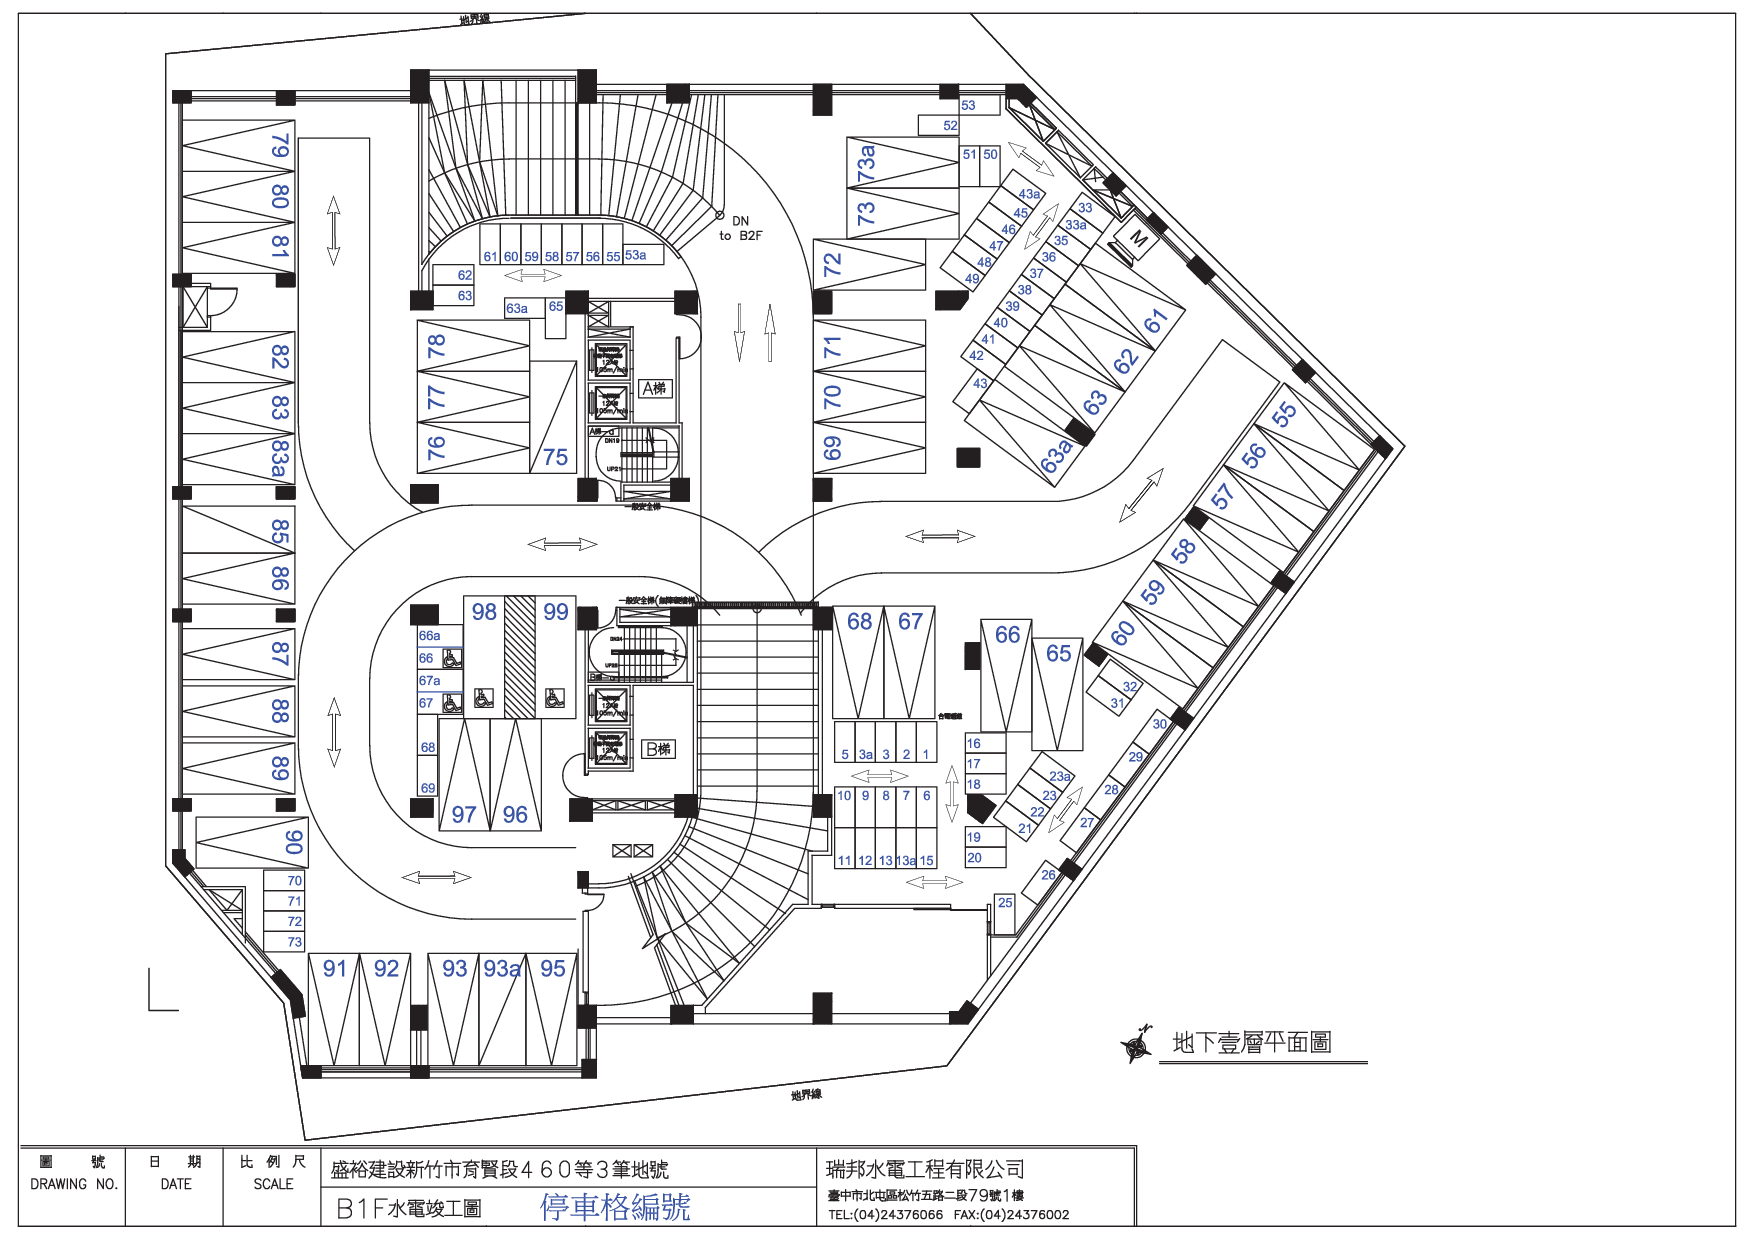 地界線
53
52
51 50
79
73a
43a
45
46
47
48
49
33
33a
35
36
37
38
39
40
41
42
43
80
73
DN
to B2F
M
81
61 60 59 58 57 56 55 53a
72
62
63
63a
65
61
62
63
63a
82
78
71
83
77
A梯
70
83a
76
75
DN19
UP21
69
一般安全梯
55
56
57
58
59
60
85
86
98
99
66a
66
67a
67
一般安全梯
68
67
66
65
87
88
68
69
B梯
5 3a 3 2 1
16
17
18
32
31
30
29
28
27
26
23a
23
22
21
89
97
96
10 9 8 7 6
11 12 13 13a 15
19
20
25
90
70
71
72
73
91
92
93
93a
95
N
地下壹層平面圖
地界線
圖 號
DRAWING NO.
日 期
DATE
比 例 尺
SCALE
盛裕建設新竹市育賢段460等3筆地號
B1F水電竣工圖 停車格編號
瑞邦水電工程有限公司
臺中市北屯區松竹五路二段79號1樓
TEL:(04)24376066 FAX:(04)24376002